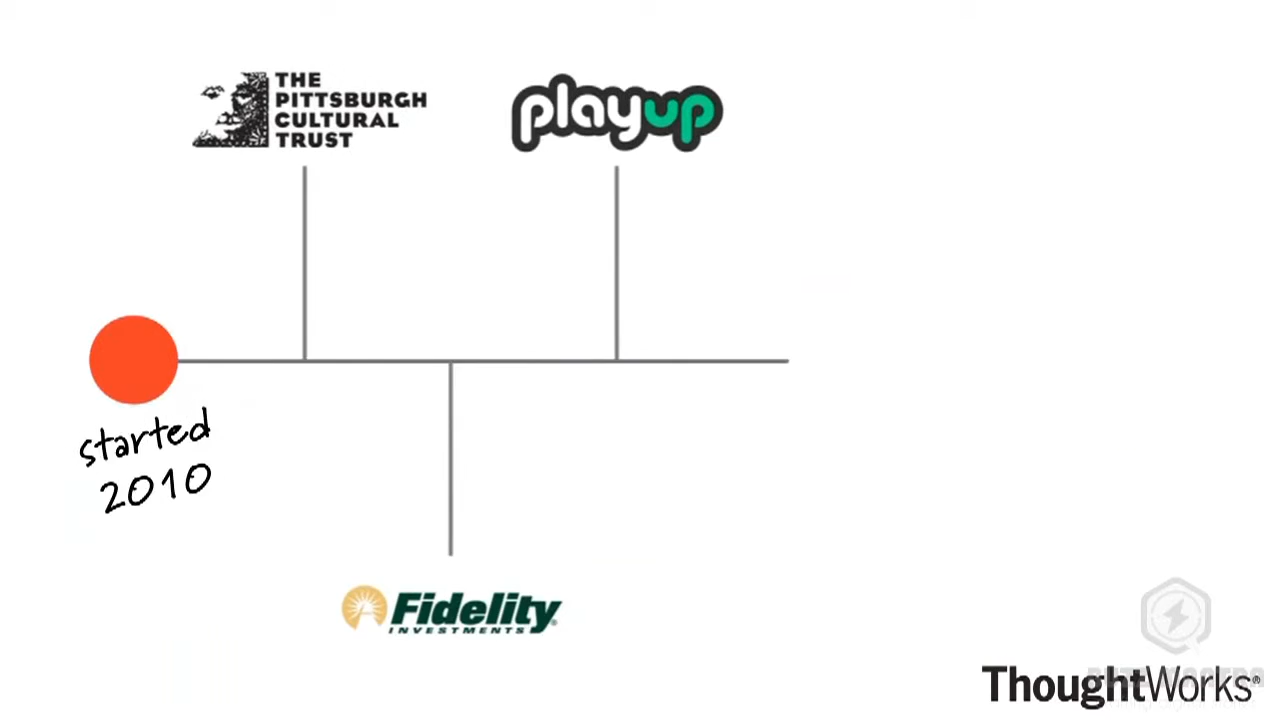 THE
PITTSBURGH
CULTURAL
TRUST
playup
started
2010
Fidelity
INVESTMENTS
ThoughtWorks®